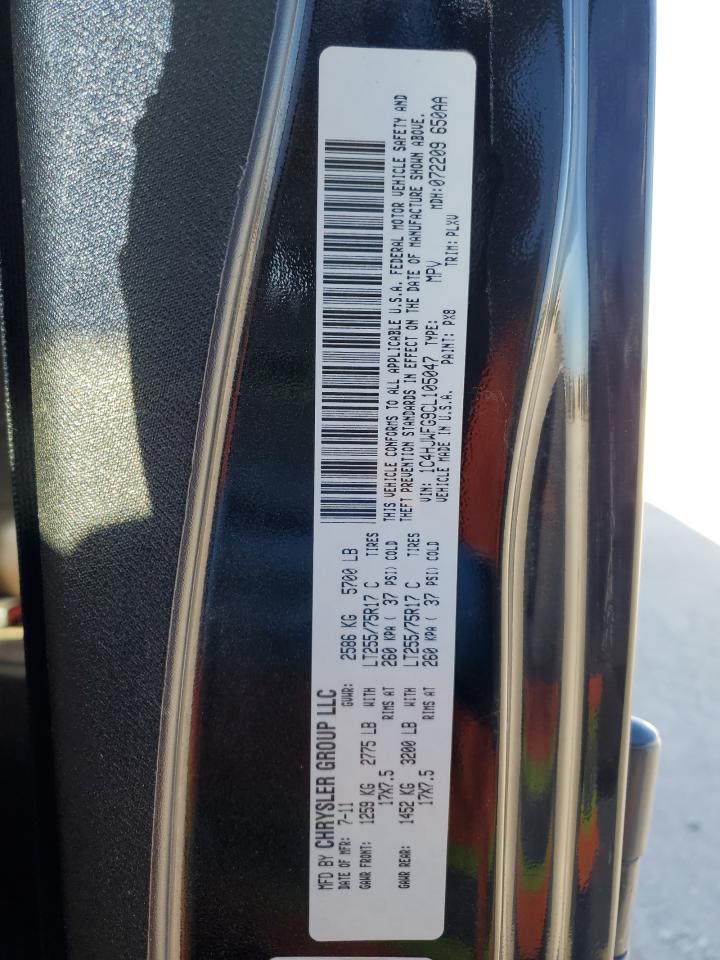 MFD BY CHRYSLER GROUP LLC
DATE OF MFR: 7-11 GVWR: 2586 KG 5700 LB
GAWR FRONT: 1259 KG 2775 LB WITH LT255/75R17 C TIRES
17X7.5 RIMS AT 260 KPA ( 37 PSI) COLD
GAWR REAR: 1452 KG 3200 LB WITH LT255/75R17 C TIRES
17X7.5 RIMS AT 260 KPA ( 37 PSI) COLD
THIS VEHICLE CONFORMS TO ALL APPLICABLE U.S.A. FEDERAL MOTOR VEHICLE SAFETY AND
THEFT PREVENTION STANDARDS IN EFFECT ON THE DATE OF MANUFACTURE SHOWN ABOVE.
VIN: 1C4HJWFG9CL105047 TYPE: MPV MDH:072209 650AA
VEHICLE MADE IN U.S.A. PAINT: PX8 TRIM: PLXV